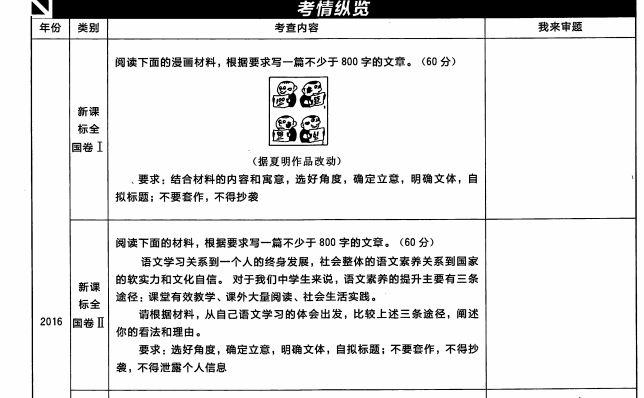 考情纵览
年份 类别 考查内容 我来审题
阅读下面的漫画材料，根据要求写一篇不少于 800 字的文章。（60 分）
新课
标全
国卷Ⅰ
（据夏明作品改动）
要求：结合材料的内容和寓意，选好角度，确定立意，明确文体，自
拟标题；不要套作，不得抄袭
阅读下面的材料，根据要求写一篇不少于 800 字的文章。（60 分）
语文学习关系到一个人的终身发展，社会整体的语文素养关系到国家
的软实力和文化自信。对于我们中学生来说，语文素养的提升主要有三条
途径：课堂有效教学、课外大量阅读、社会生活实践。
请根据材料，从自己语文学习的体会出发，比较上述三条途径，阐述
你的看法和理由。
要求：选好角度，确定立意，明确文体，自拟标题；不要套作，不得抄
袭，不得泄露个人信息
2016
新课
标全
国卷Ⅱ